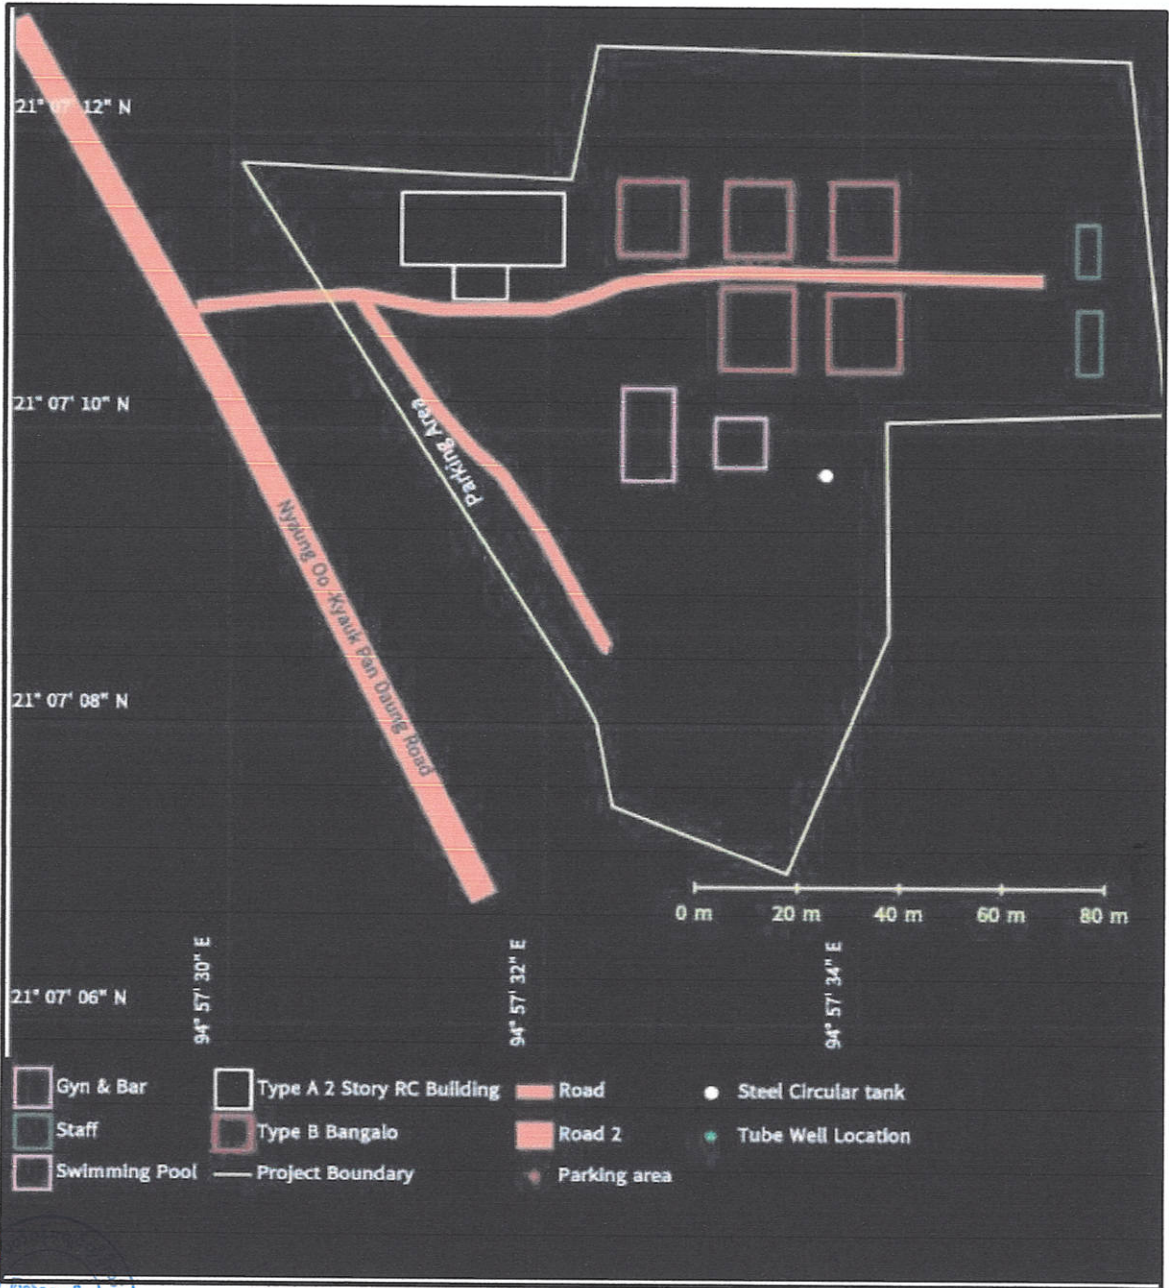 21° 07' 12" N
21° 07' 10" N
Parking Area
Nyaung Oo -Kyauk Pan Daung Road
21° 07' 08" N
0 m 20 m 40 m 60 m 80 m
94° 57' 30" E
94° 57' 32" E
94° 57' 34" E
21° 07' 06" N
Gyn & Bar Type A 2 Story RC Building Road Steel Circular tank
Staff Type B Bangalo Road 2 Tube Well Location
Swimming Pool Project Boundary Parking area